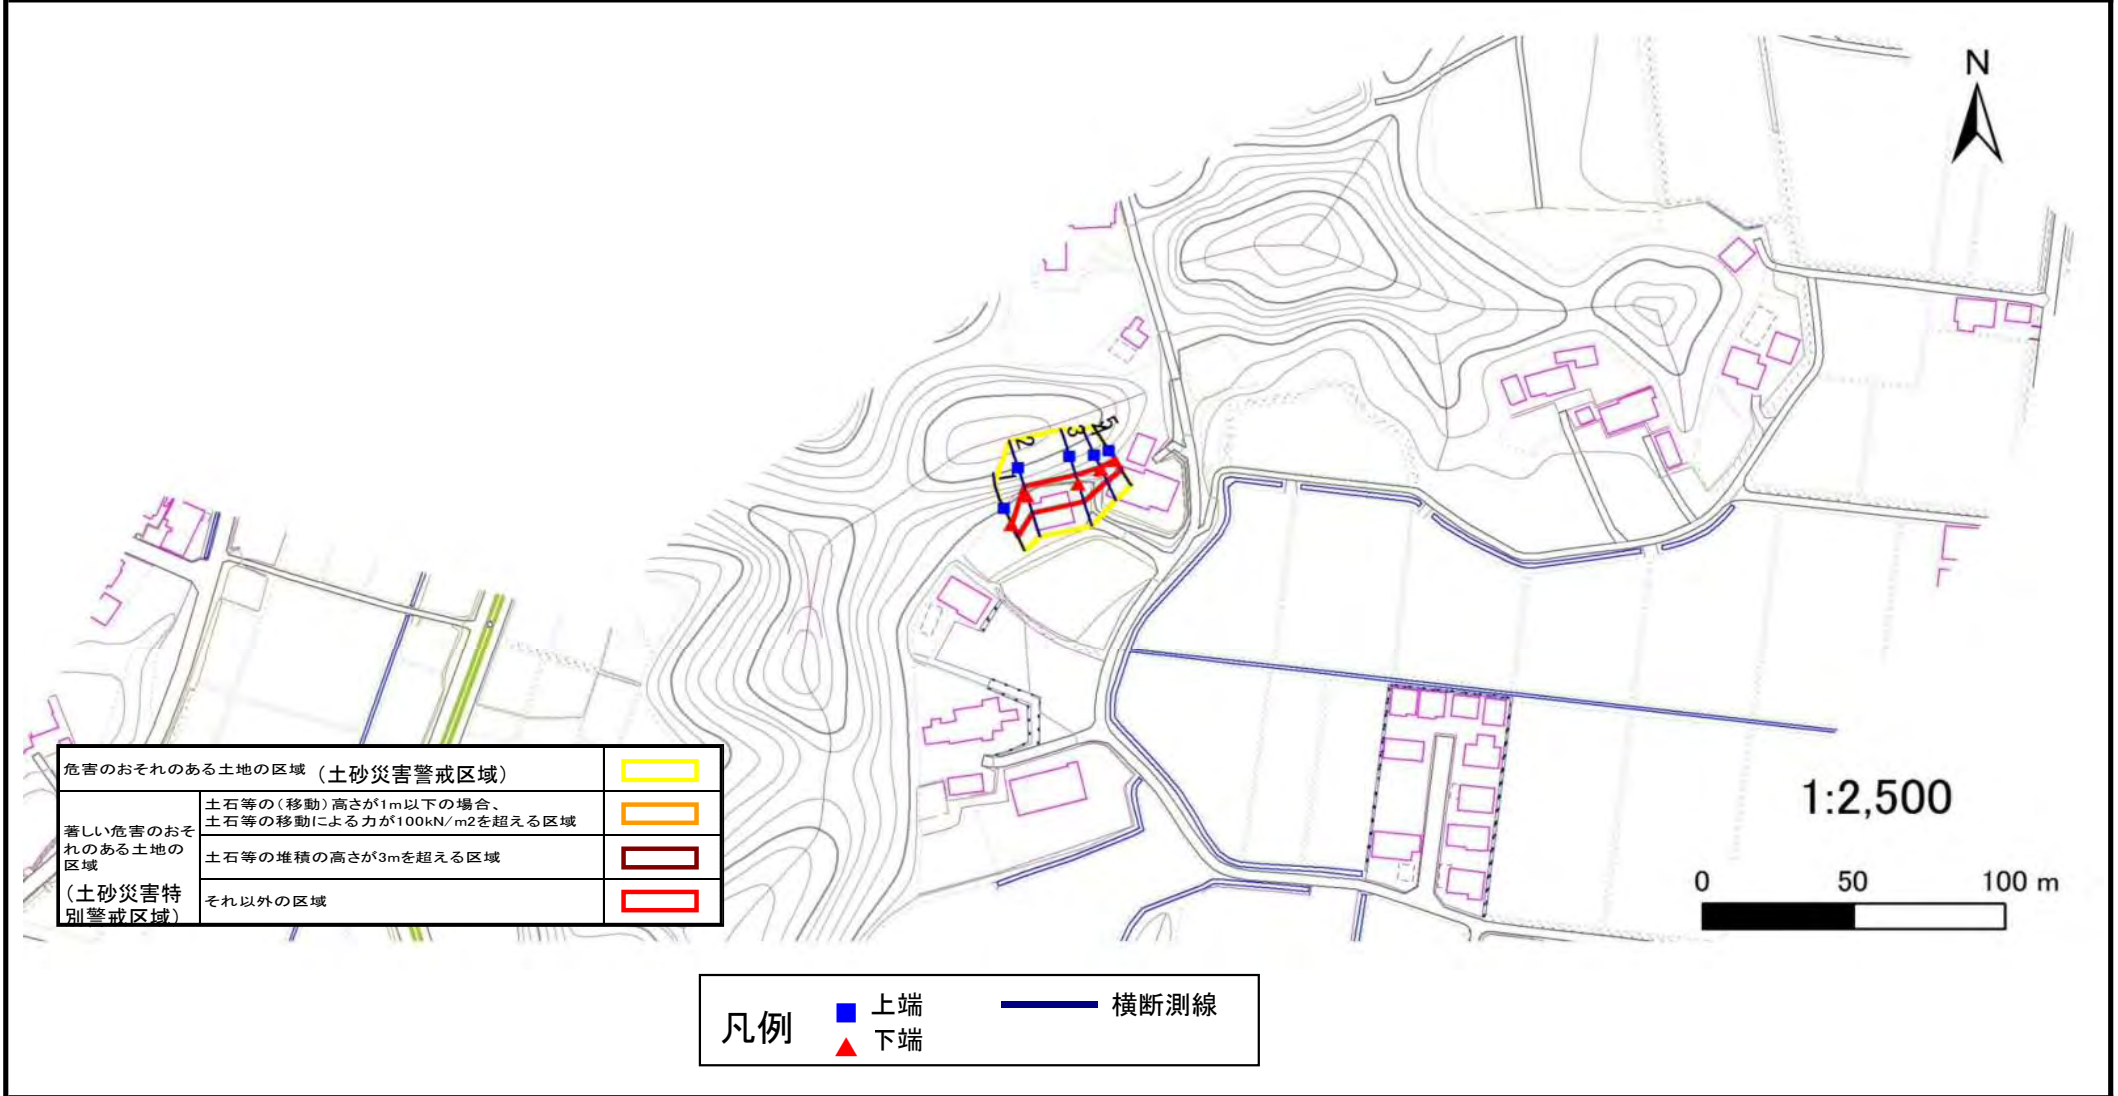 N
1
2
3
4
5
危害のおそれのある土地の区域 (土砂災害警戒区域)
著しい危害のおそ
れのある土地の
区域
(土砂災害特
別警戒区域)
土石等の(移動)高さが1m以下の場合、
土石等の移動による力が100kN/m2を超える区域
土石等の堆積の高さが3mを超える区域
それ以外の区域
1:2,500
0 50 100 m
凡例
上端
下端
横断測線